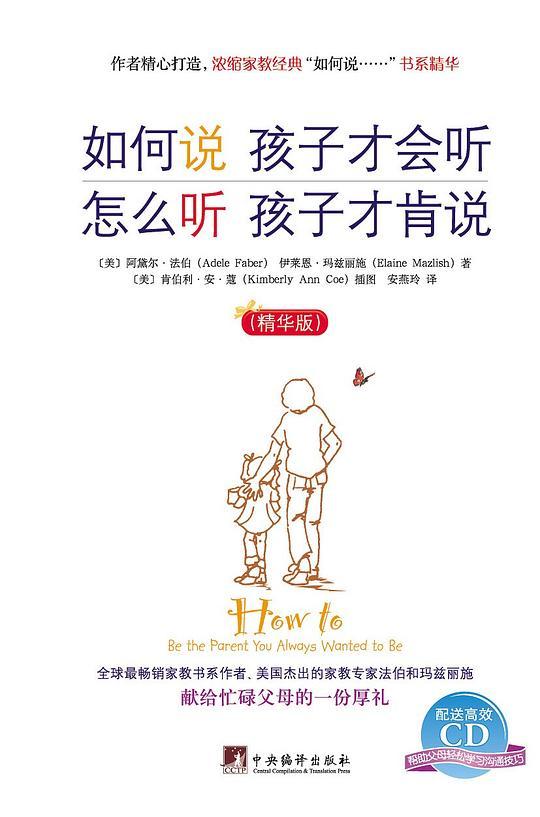 作者精心打造，浓缩家教经典“如何说……”书系精华
如何说 孩子才会听
怎么听 孩子才肯说
〔美〕阿黛尔·法伯（Adele Faber） 伊莱恩·玛兹丽施（Elaine Mazlish）著
〔美〕肯伯利·安·蔻（Kimberly Ann Coe）插图 安燕玲 译
（精华版）
How to
Be the Parent You Always Wanted to Be
全球最畅销家教书系作者、美国杰出的家教专家法伯和玛兹丽施
献给忙碌父母的一份厚礼
配送高效
CD
帮助父母轻松学习沟通技巧
CCTP
中央编译出版社
Central Compilation & Translation Press